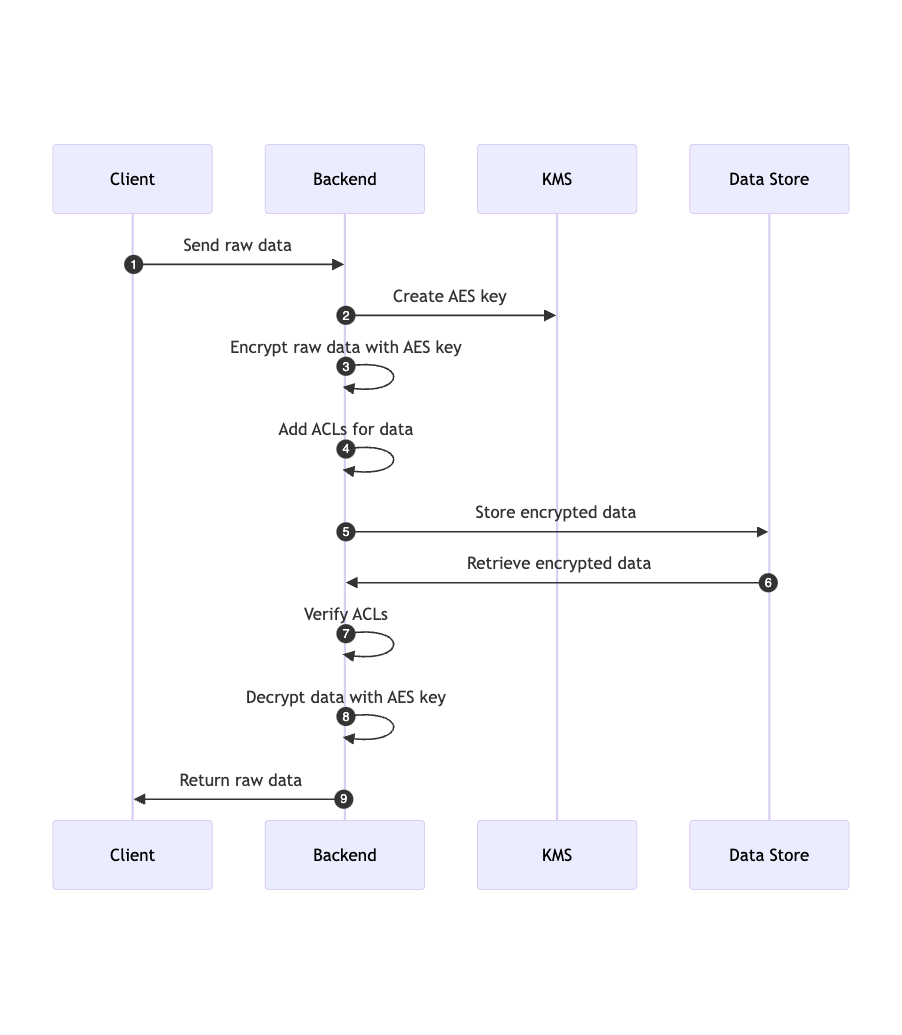 Client
Backend
KMS
Data Store
Send raw data
1
Create AES key
2
Encrypt raw data with AES key
3
Add ACLs for data
4
Store encrypted data
5
Retrieve encrypted data
6
Verify ACLs
7
Decrypt data with AES key
8
Return raw data
9
Client
Backend
KMS
Data Store